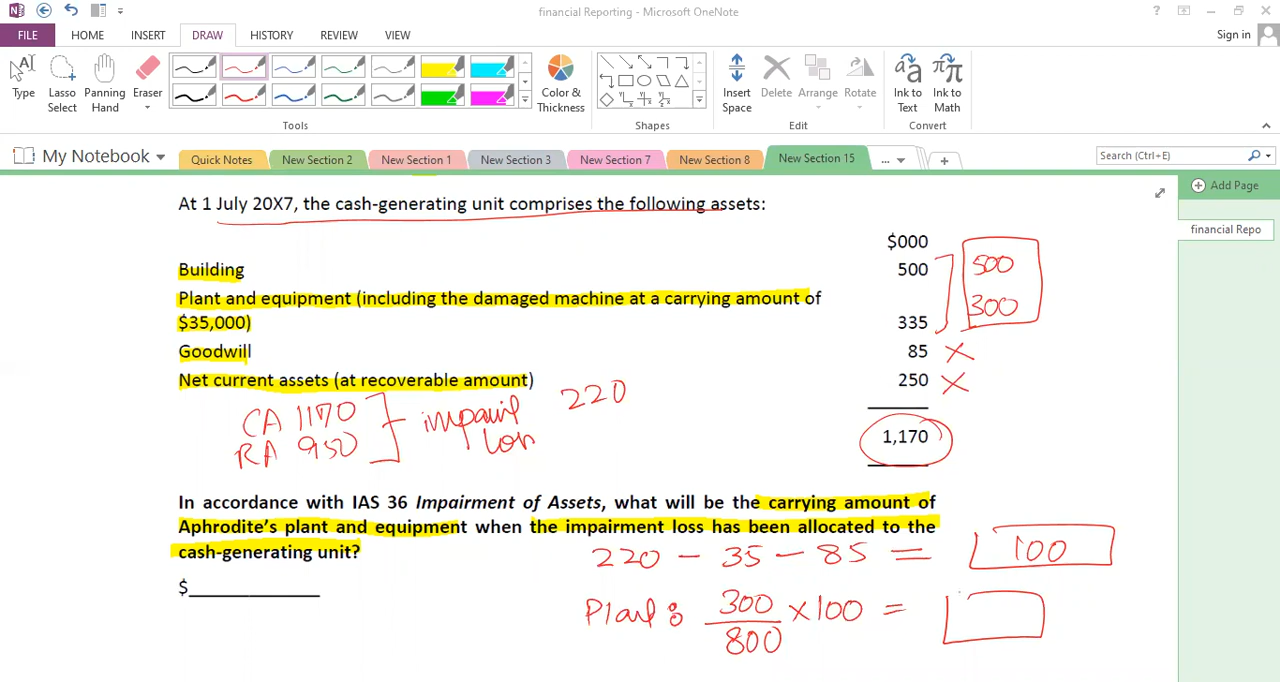 financial Reporting - Microsoft OneNote
Sign in
FILE HOME INSERT DRAW HISTORY REVIEW VIEW
Type Lasso Select Panning Hand Eraser
Color & Thickness
Insert Space Delete Arrange Rotate
Ink to Text Ink to Math
Tools Shapes Edit Convert
My Notebook Quick Notes New Section 2 New Section 1 New Section 3 New Section 7 New Section 8 New Section 15 ... Search (Ctrl+E)
Add Page
financial Repo
At 1 July 20X7, the cash-generating unit comprises the following assets:
$000
Building 500 500
Plant and equipment (including the damaged machine at a carrying amount of
$35,000) 335 300
Goodwill 85 X
Net current assets (at recoverable amount) 250 X
CA 1170 impairl 220
RA 950 loss
1,170
In accordance with IAS 36 Impairment of Assets, what will be the carrying amount of
Aphrodite's plant and equipment when the impairment loss has been allocated to the
cash-generating unit?
220 - 35 - 85 = 100
$____________
Plant: 300/800 x 100 =